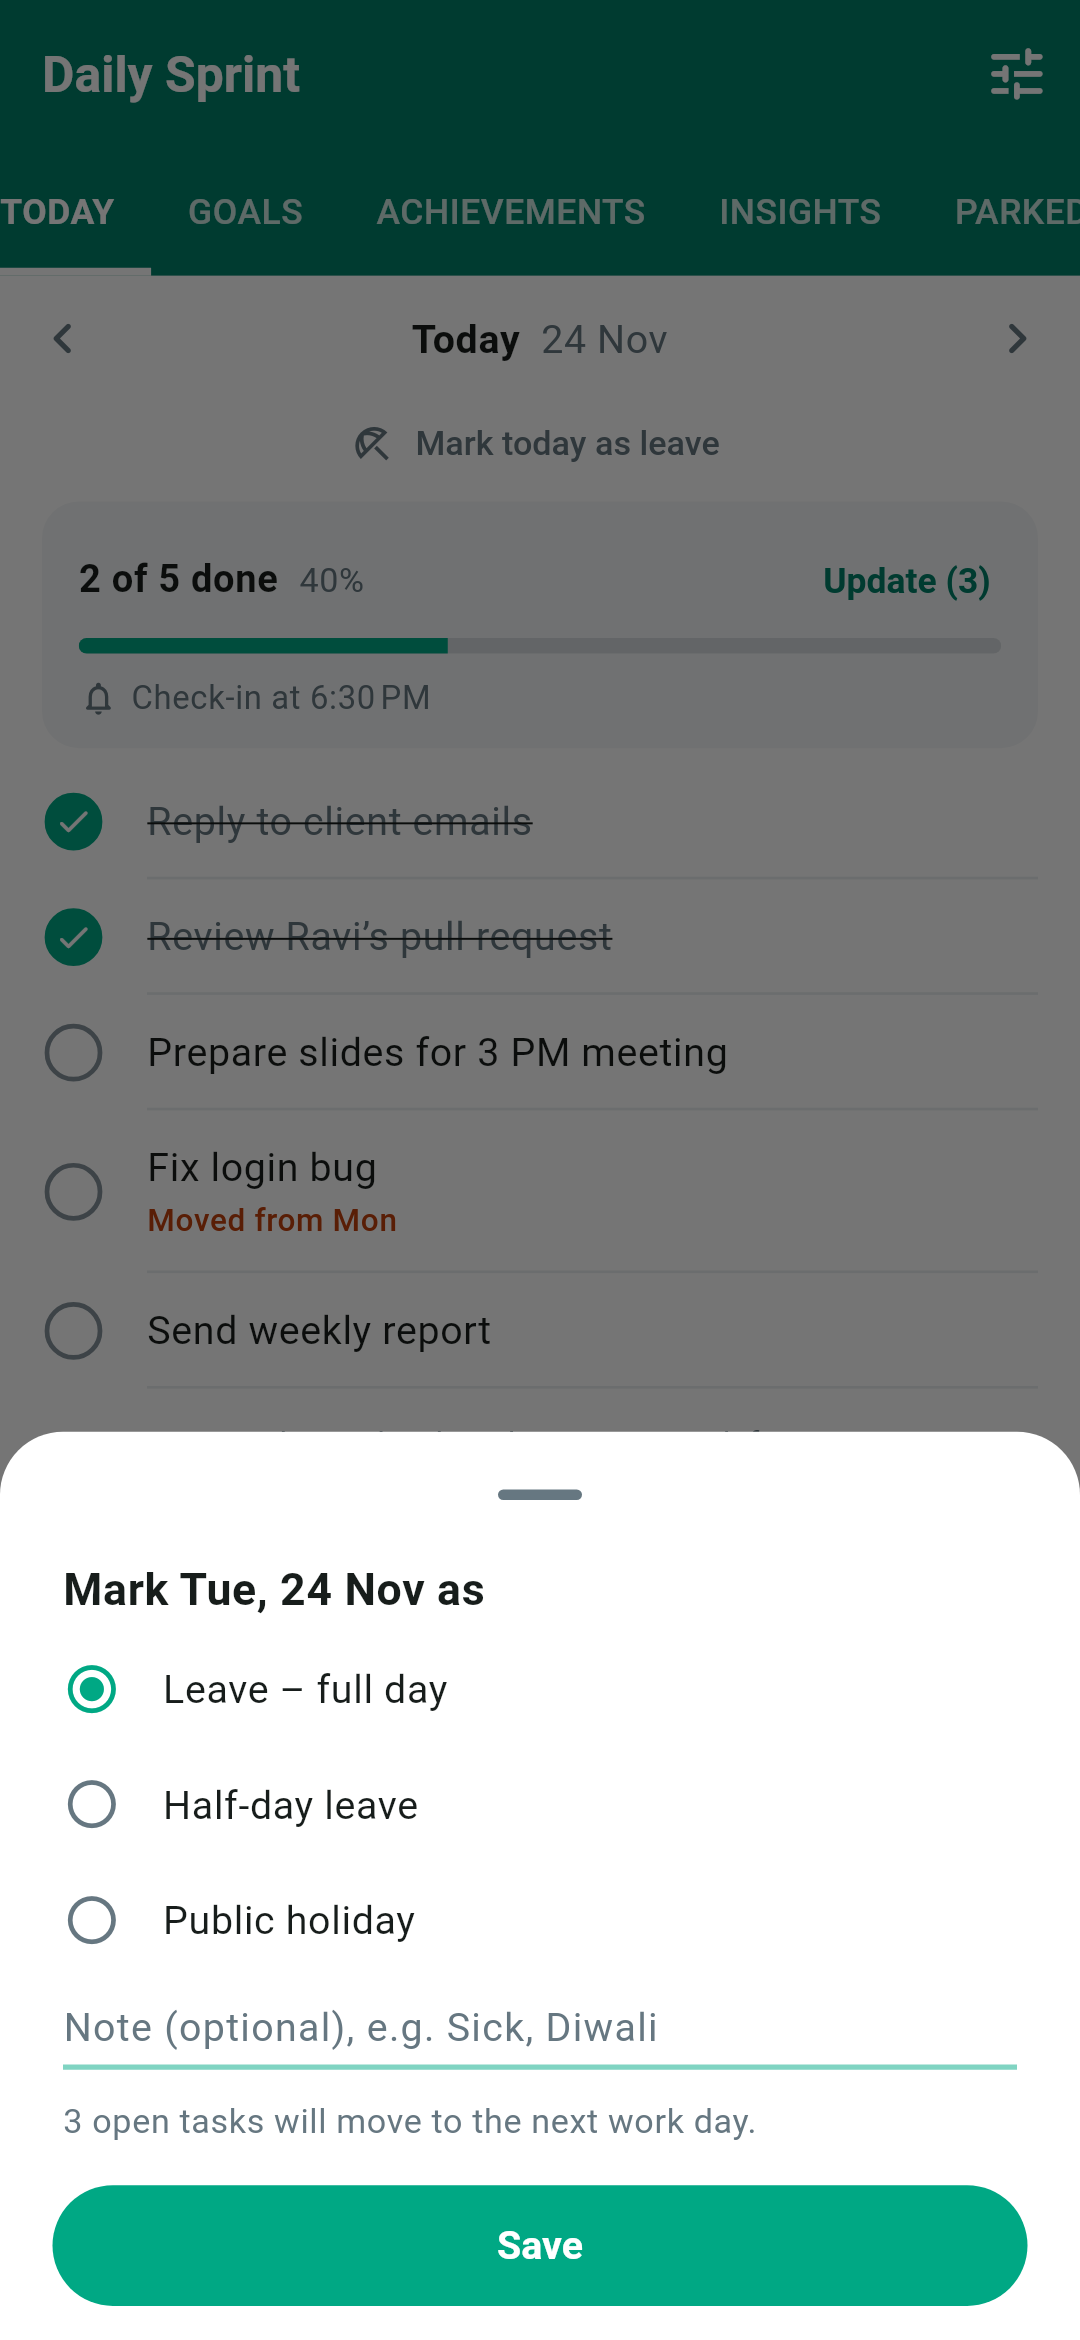 Daily Sprint
TODAY GOALS ACHIEVEMENTS INSIGHTS PARKED
Today 24 Nov
Mark today as leave
2 of 5 done 40% Update (3)
Check-in at 6:30 PM
Reply to client emails
Review Ravi’s pull request
Prepare slides for 3 PM meeting
Fix login bug
Moved from Mon
Send weekly report
Mark Tue, 24 Nov as
Leave – full day
Half-day leave
Public holiday
Note (optional), e.g. Sick, Diwali
3 open tasks will move to the next work day.
Save